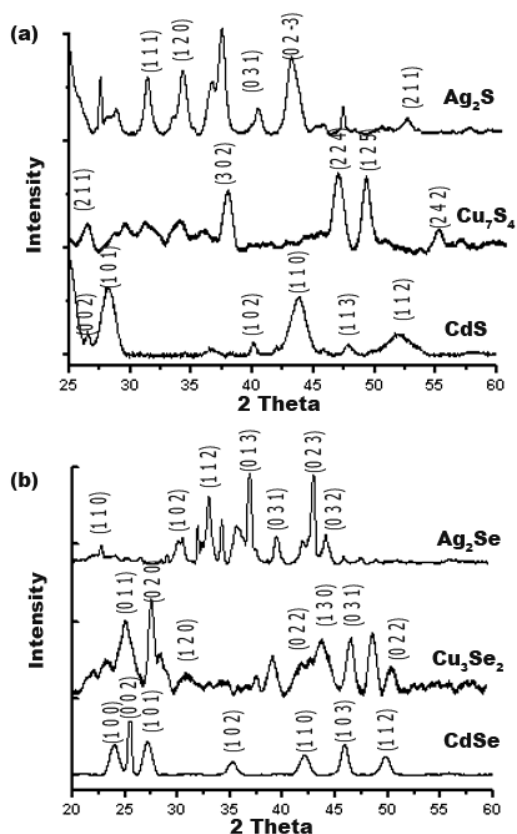 (a)
(1 1 1)
(1 2 0)
(0 3 1)
(0 2 -3)
(2 1 1)
Ag2S
(2 1 1)
(3 0 2)
(2 2 4)
(1 2 5)
(2 4 2)
Cu7S4
(0 0 2)
(1 0 1)
(1 0 2)
(1 1 0)
(1 1 3)
(1 1 2)
CdS
Intensity
25 30 35 40 45 50 55 60
2 Theta
(b)
(1 1 0)
(1 0 2)
(1 1 2)
(0 1 3)
(0 3 1)
(0 2 3)
(0 3 2)
Ag2Se
(0 1 1)
(0 2 0)
(1 2 0)
(0 2 2)
(1 3 0)
(0 3 1)
(0 2 2)
Cu3Se2
(1 0 0)
(0 0 2)
(1 0 1)
(1 0 2)
(1 1 0)
(1 0 3)
(1 1 2)
CdSe
Intensity
20 25 30 35 40 45 50 55 60
2 Theta